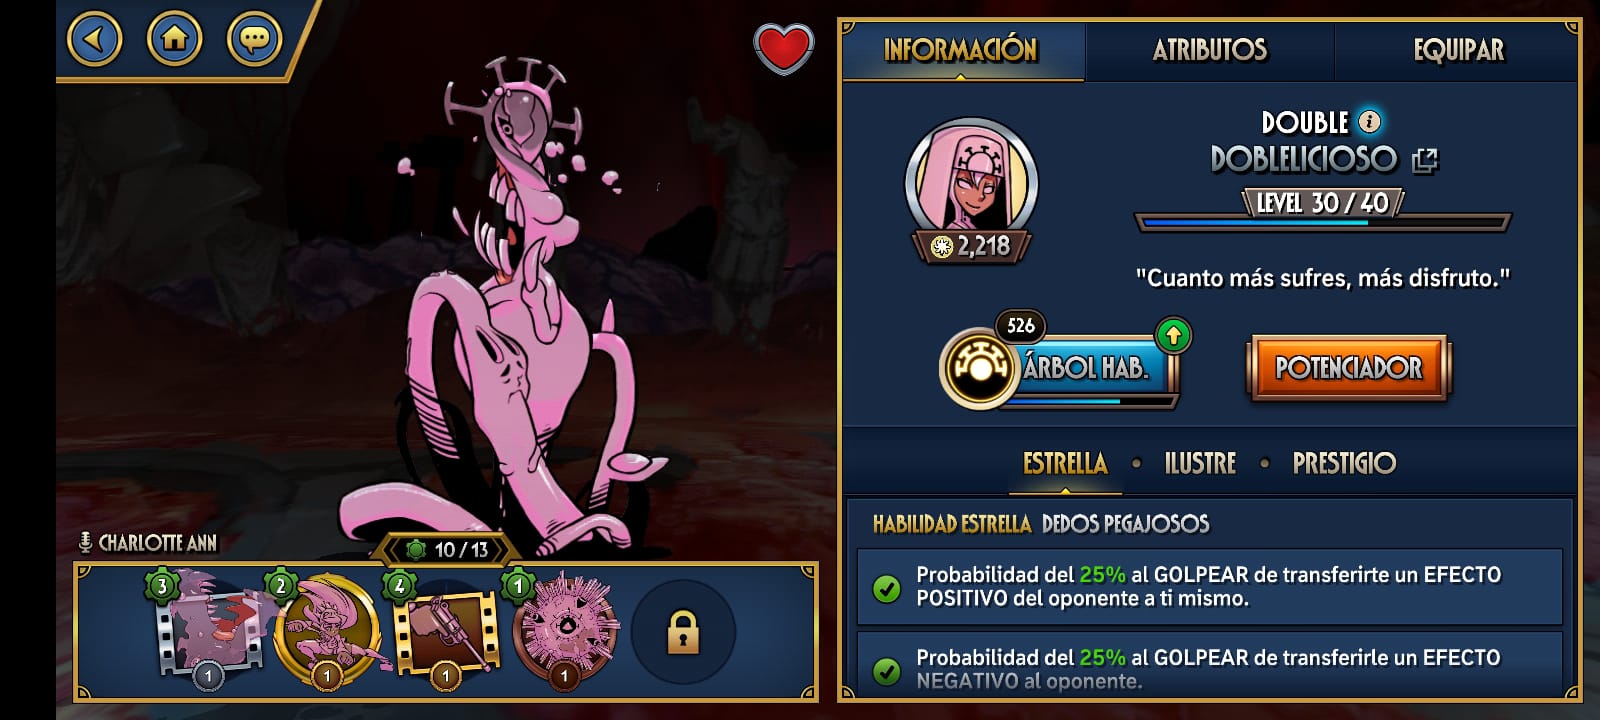 INFORMACIÓN
ATRIBUTOS
EQUIPAR
DOUBLE
DOBLELICIOSO
LEVEL 30 / 40
2,218
"Cuanto más sufres, más disfruto."
526
ÁRBOL HAB.
POTENCIADOR
ESTRELLA • ILUSTRE • PRESTIGIO
HABILIDAD ESTRELLA DEDOS PEGAJOSOS
Probabilidad del 25% al GOLPEAR de transferirte un EFECTO
POSITIVO del oponente a ti mismo.
Probabilidad del 25% al GOLPEAR de transferirle un EFECTO
NEGATIVO al oponente.
CHARLOTTE ANN
10 / 13
3 2 4 1
1 1 1 1